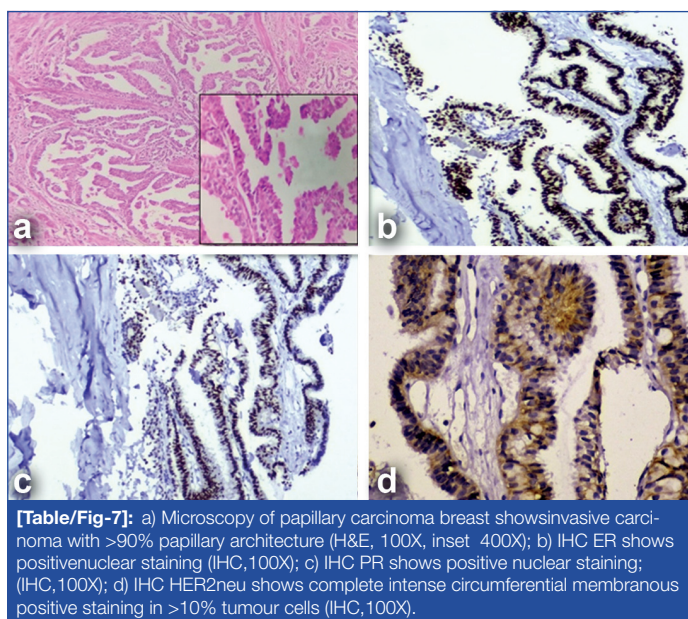 a
b
c
d
[Table/Fig-7]: a) Microscopy of papillary carcinoma breast showsinvasive carci-
noma with >90% papillary architecture (H&E, 100X, inset 400X); b) IHC ER shows
positivenuclear staining (IHC,100X); c) IHC PR shows positive nuclear staining;
(IHC,100X); d) IHC HER2neu shows complete intense circumferential membranous
positive staining in >10% tumour cells (IHC,100X).